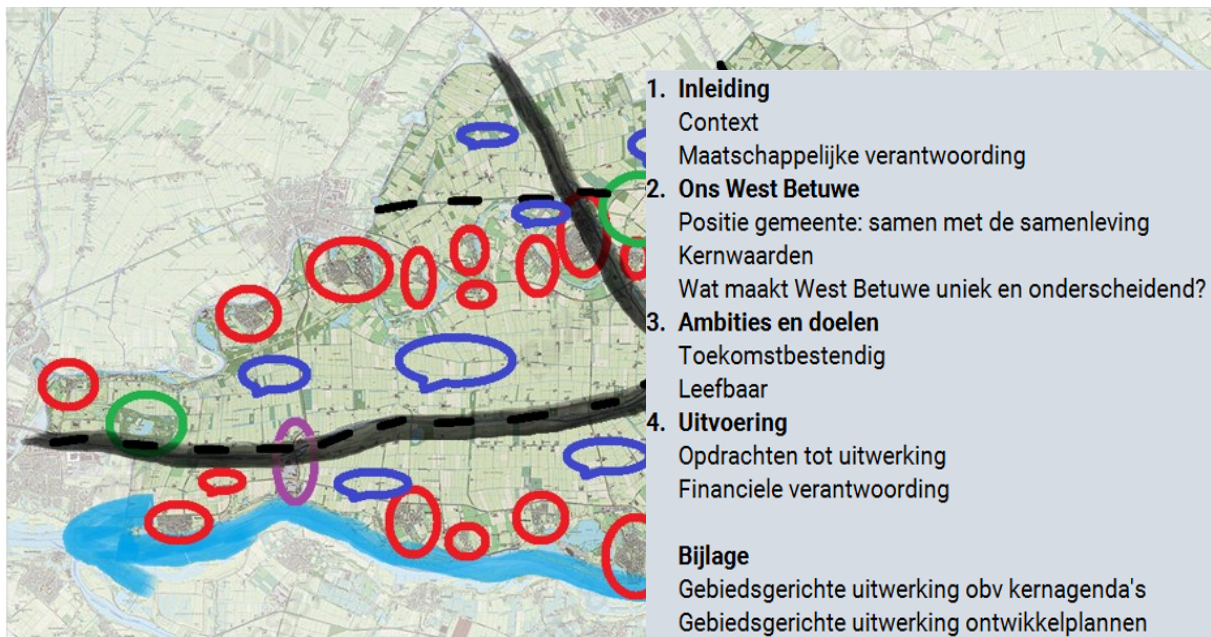 1. Inleiding
Context
Maatschappelijke verantwoording
2. Ons West Betuwe
Positie gemeente: samen met de samenleving
Kernwaarden
Wat maakt West Betuwe uniek en onderscheidend?
3. Ambities en doelen
Toekomstbestendig
Leefbaar
4. Uitvoering
Opdrachten tot uitwerking
Financiele verantwoording
Bijlage
Gebiedsgerichte uitwerking obv kernagenda's
Gebiedsgerichte uitwerking ontwikkelplannen